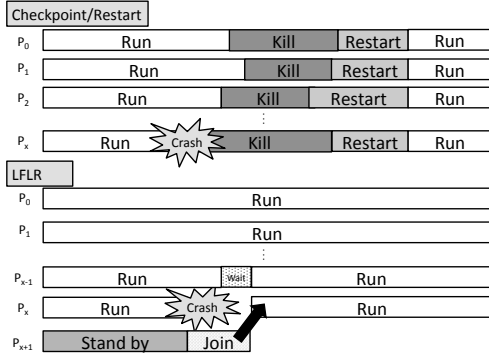 Checkpoint/Restart
P0 Run Kill Restart Run
P1 Run Kill Restart Run
P2 Run Kill Restart Run
⋮
Px Run Crash Kill Restart Run
LFLR
P0 Run
P1 Run
⋮
Px-1 Run Wait Run
Px Run Crash Run
Px+1 Stand by Join